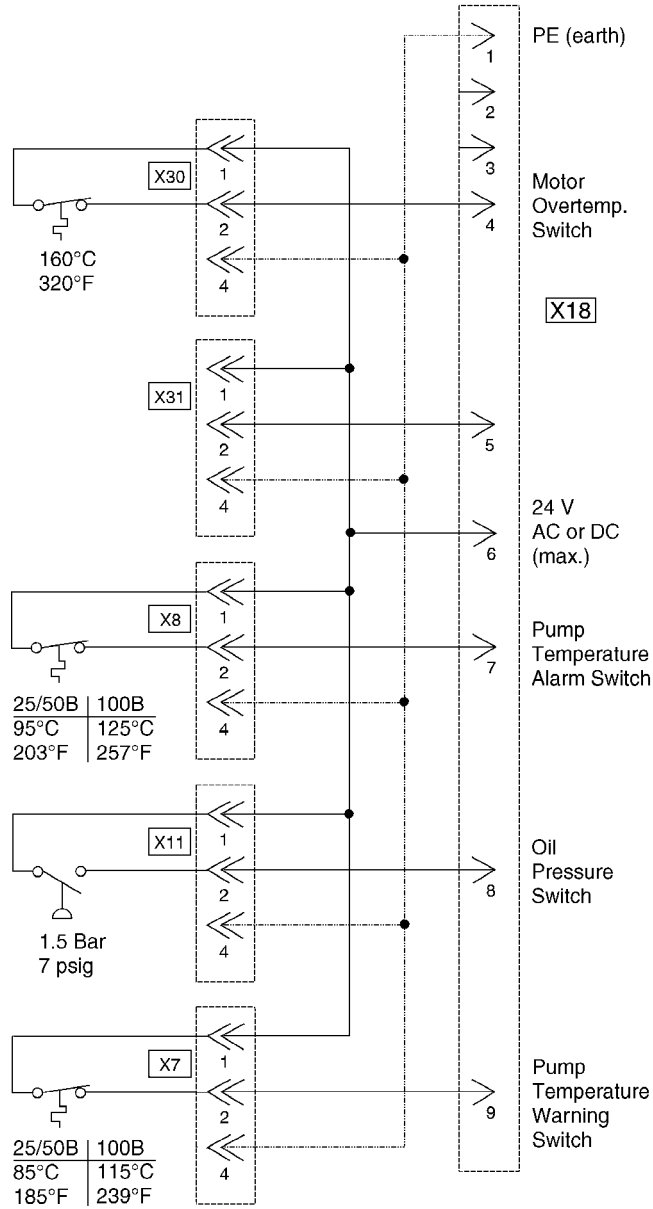 PE (earth)
1
2
3
X30
1
Motor
Overtemp.
Switch
2
4
160°C
320°F
4
X18
X31
1
2
5
4
24 V
AC or DC
(max.)
6
X8
1
Pump
Temperature
Alarm Switch
2
7
25/50B 100B
95°C 125°C
203°F 257°F
4
X11
1
Oil
Pressure
Switch
2
8
1.5 Bar
7 psig
4
X7
1
Pump
Temperature
Warning
Switch
2
9
25/50B 100B
85°C 115°C
185°F 239°F
4